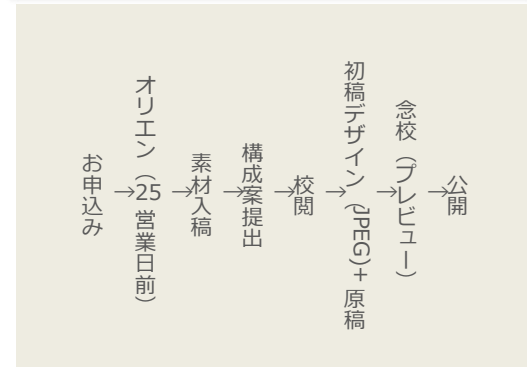 お申込み
→
オリエン（25営業日前）
→
素材入稿
→
構成案提出
→
校閲
→
初稿デザイン（JPEG)＋原稿
→
念校（プレビュー）
→
公開